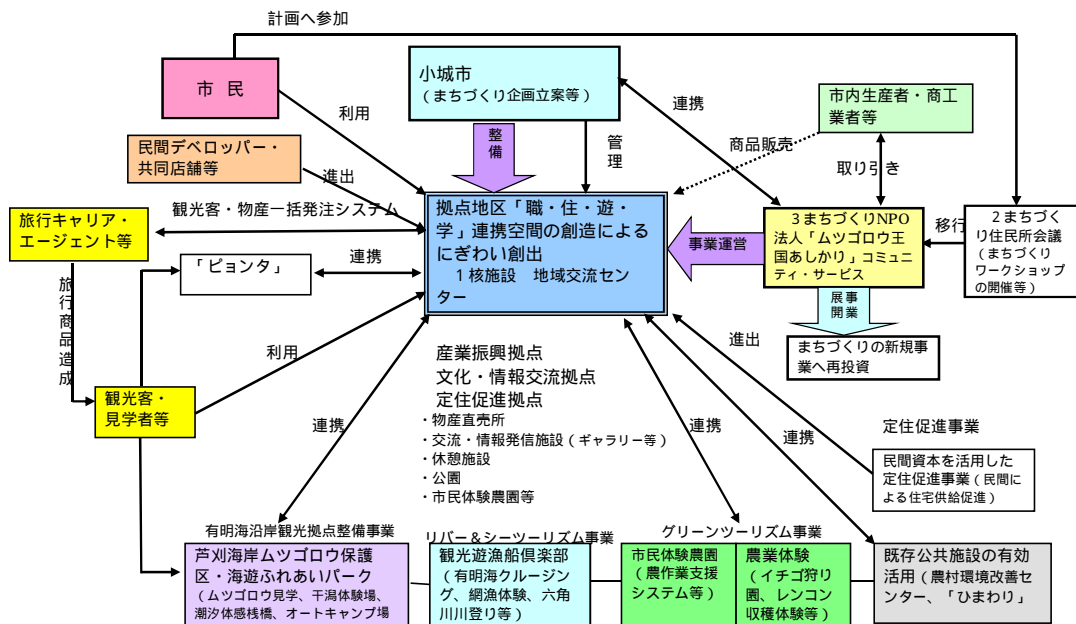 計画へ参加
市 民
小城市
（まちづくり企画立案等）
連携
市内生産者・商工
業者等
利用
整備
管理
商品販売
取り引き
民間デベロッパー・
共同店舗等
進出
観光客・物産一括発注システム
旅行キャリア・
エージェント等
拠点地区「職・住・遊・
学」連携空間の創造による
にぎわい創出
1 核施設 地域交流セン
ター
事業運営
3まちづくりNPO
法人「ムツゴロウ王
国あしかり」コミュニ
ティ・サービス
移行
2まちづく
り住民所会議
（まちづくり
ワークショップ
の開催等）
「ピョンタ」
連携
展事
開業
旅行商品造成
利用
進出
まちづくりの新規事
業へ再投資
産業振興拠点
文化・情報交流拠点
定住促進拠点
観光客・
見学者等
連携
・物産直売所
・交流・情報発信施設（ギャラリー等）
・休憩施設
・公園
・市民体験農園等
連携
連携
定住促進事業
民間資本を活用した
定住促進事業（民間に
よる住宅供給促進）
有明海沿岸観光拠点整備事業
リバー＆シーツーリズム事業
グリーンツーリズム事業
芦刈海岸ムツゴロウ保護
区・海遊ふれあいパーク
（ムツゴロウ見学、干潟体験場、
潮汐体感桟橋、オートキャンプ場
観光遊漁船倶楽部
（有明海クルージン
グ、網漁体験、六角
川川登り等）
市民体験農園
（農作業支援
システム等）
農業体験
（イチゴ狩り
園、レンコン
収穫体験等）
既存公共施設の有効
活用（農村環境改善セ
ンター、「ひまわり」